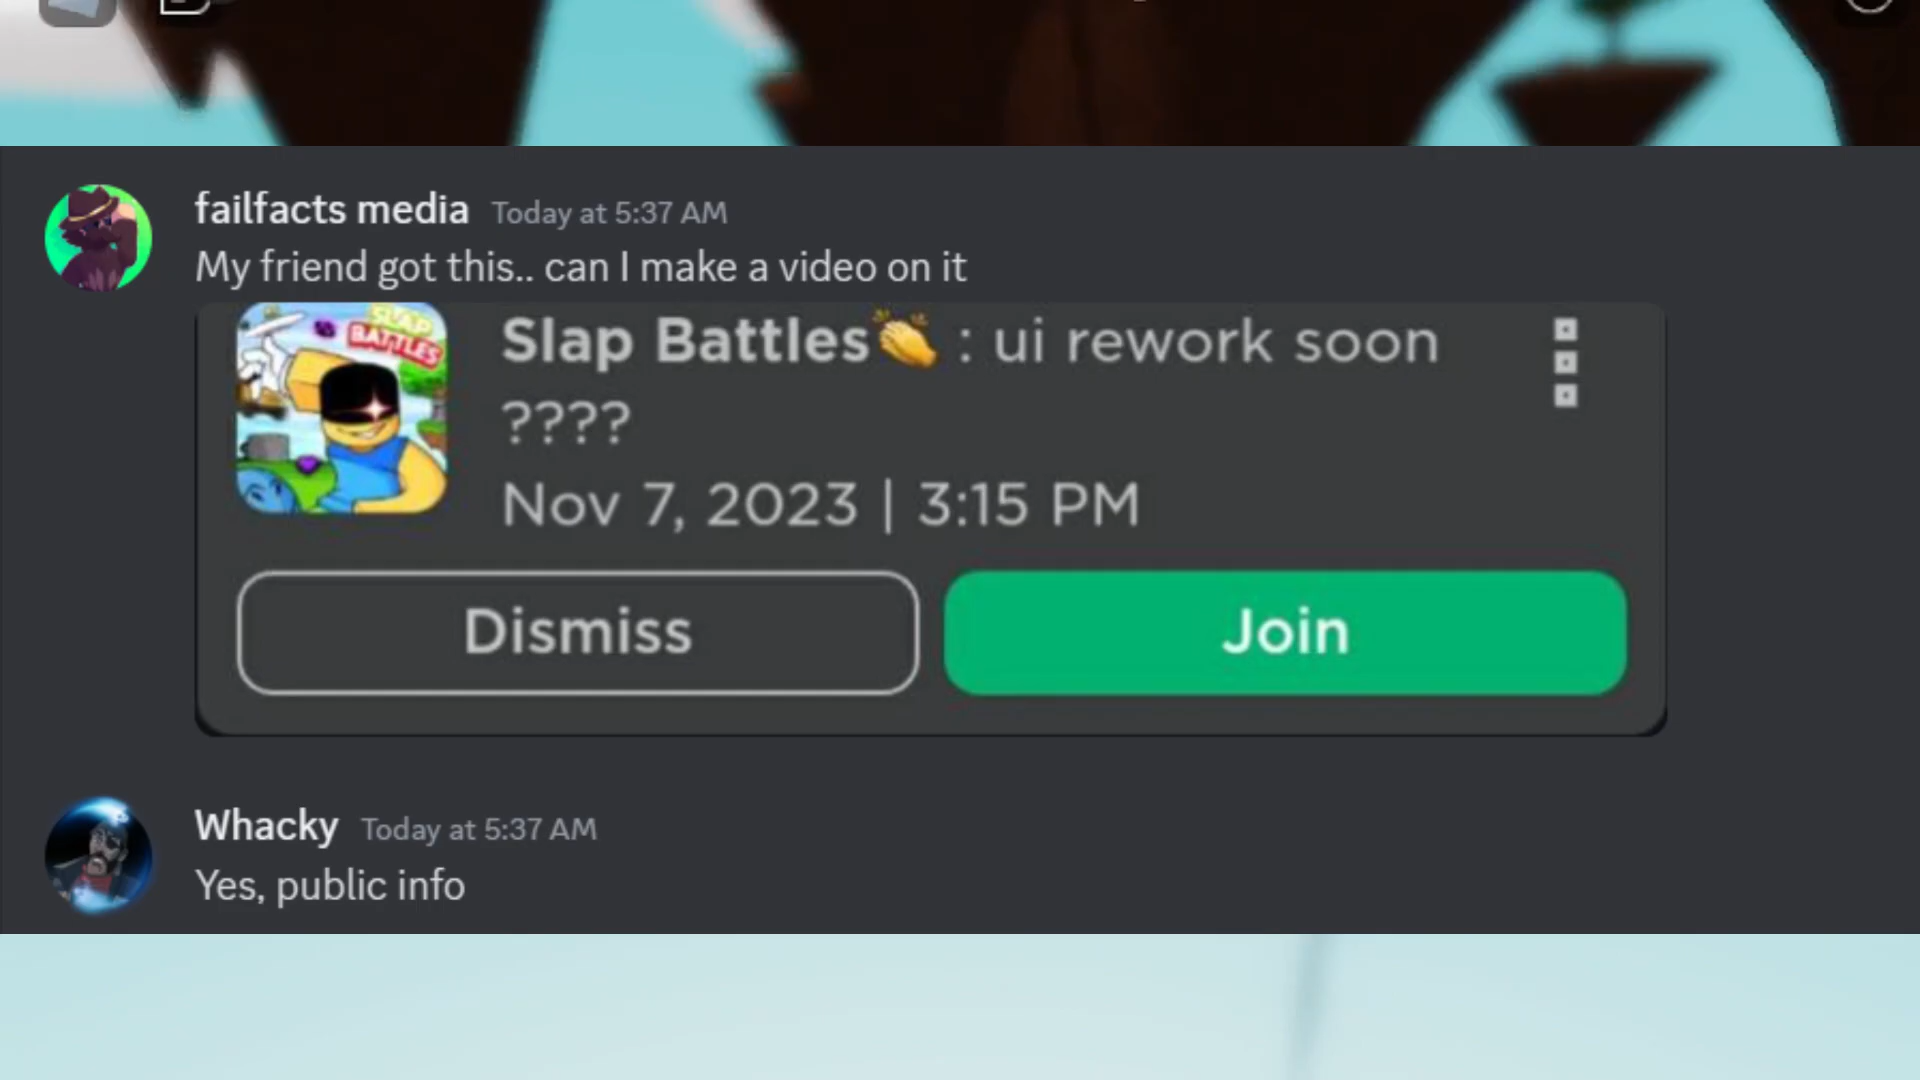 failfacts media Today at 5:37 AM
My friend got this.. can I make a video on it
SLAP
BATTLES
Slap Battles👏 : ui rework soon
????
Nov 7, 2023 | 3:15 PM
Dismiss Join
Whacky Today at 5:37 AM
Yes, public info